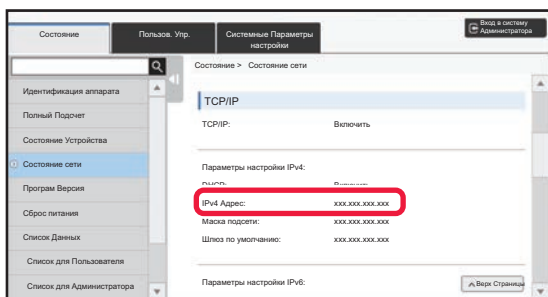 Состояние
Пользов. Упр.
Системные Параметры
настройки
Вход в систему
Администратора
Состояние > Состояние сети
Идентификация аппарата
Полный Подсчет
Состояние Устройства
Состояние сети
Програм Версия
Сброс питания
Список Данных
Список для Пользователя
Список для Администратора
TCP/IP
TCP/IP: Включить
Параметры настройки IPv4:
DHCP: Включить
IPv4 Адрес: xxx.xxx.xxx.xxx
Маска подсети: xxx.xxx.xxx.xxx
Шлюз по умолчанию: xxx.xxx.xxx.xxx
Параметры настройки IPv6:
Верх Страницы